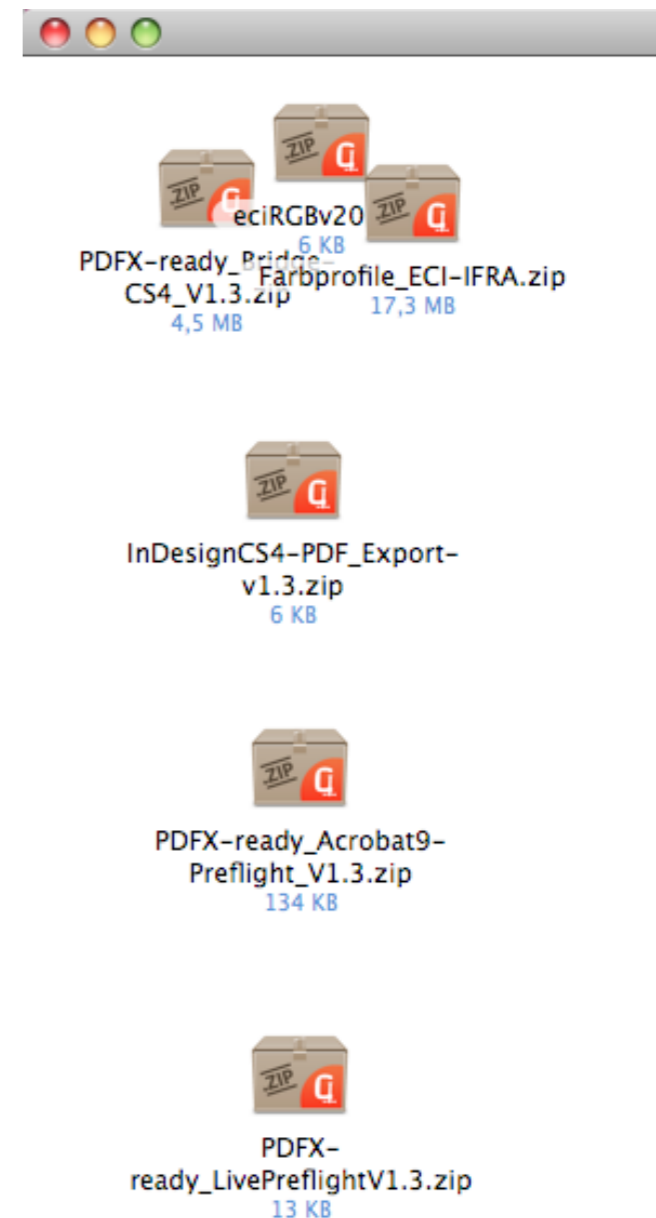 ZIP
ZIP
ZIP
eciRGBv20
6 KB
PDFX-ready_Bridge-
CS4_V1.3.zip
4,5 MB
Farbprofile_ECI-IFRA.zip
17,3 MB
ZIP
InDesignCS4-PDF_Export-
v1.3.zip
6 KB
ZIP
PDFX-ready_Acrobat9-
Preflight_V1.3.zip
134 KB
ZIP
PDFX-
ready_LivePreflightV1.3.zip
13 KB